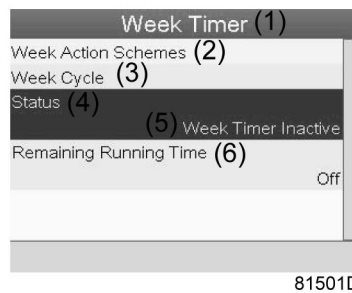 Week Timer (1)
Week Action Schemes (2)
Week Cycle (3)
Status (4)
(5) Week Timer Inactive
Remaining Running Time (6)
Off
81501D